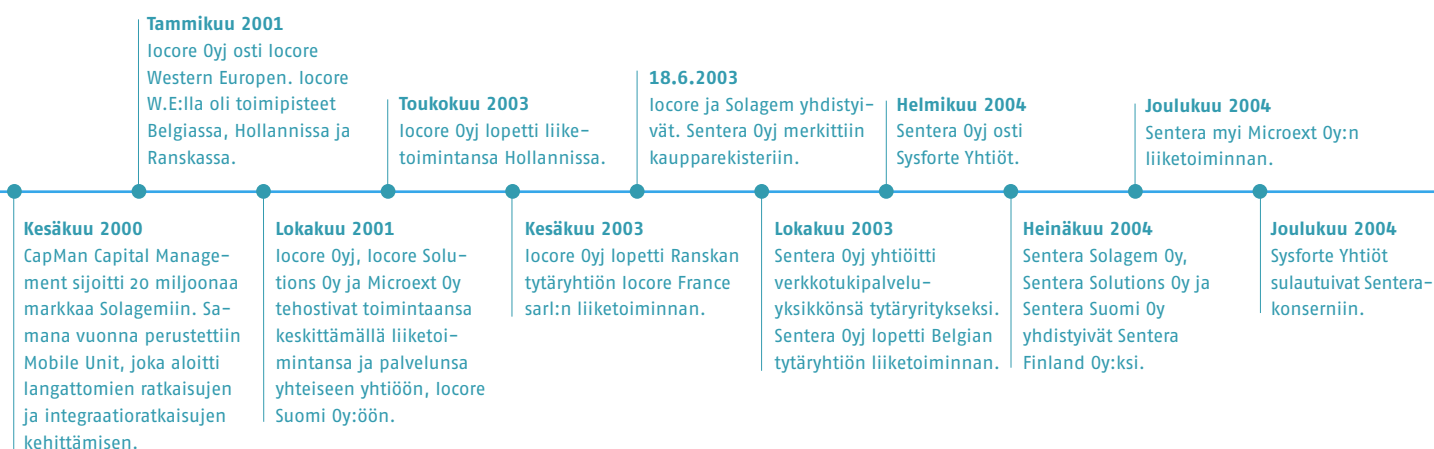 Kesäkuu 2000
CapMan Capital Manage-
ment sijoitti 20 miljoonaa
markkaa Solagemiin. Sa-
mana vuonna perustettiin
Mobile Unit, joka aloitti
langattomien ratkaisujen
ja integraatioratkaisujen
kehittämisen.
Tammikuu 2001
Iocore Oyj osti Iocore
Western Europen. Iocore
W.E:lla oli toimipisteet
Belgiassa, Hollannissa ja
Ranskassa.
Lokakuu 2001
Iocore Oyj, Iocore Solu-
tions Oy ja Microext Oy
tehostivat toimintaansa
keskittämällä liiketoi-
mintansa ja palvelunsa
yhteiseen yhtiöön, Iocore
Suomi Oy:öön.
Toukokuu 2003
Iocore Oyj lopetti liike-
toimintansa Hollannissa.
Kesäkuu 2003
Iocore Oyj lopetti Ranskan
tytäryhtiön Iocore France
sarl:n liiketoiminnan.
18.6.2003
Iocore ja Solagem yhdistyi-
vät. Sentera Oyj merkittiin
kaupparekisteriin.
Lokakuu 2003
Sentera Oyj yhtiöitti
verkkotukipalvelu-
yksikkönsä tytäryritykseksi.
Sentera Oyj lopetti Belgian
tytäryhtiön liiketoiminnan.
Helmikuu 2004
Sentera Oyj osti
Sysforte Yhtiöt.
Heinäkuu 2004
Sentera Solagem Oy,
Sentera Solutions Oy ja
Sentera Suomi Oy
yhdistyivät Sentera
Finland Oy:ksi.
Joulukuu 2004
Sentera myi Microext Oy:n
liiketoiminnan.
Joulukuu 2004
Sysforte Yhtiöt
sulautuivat Sentera-
konserniin.